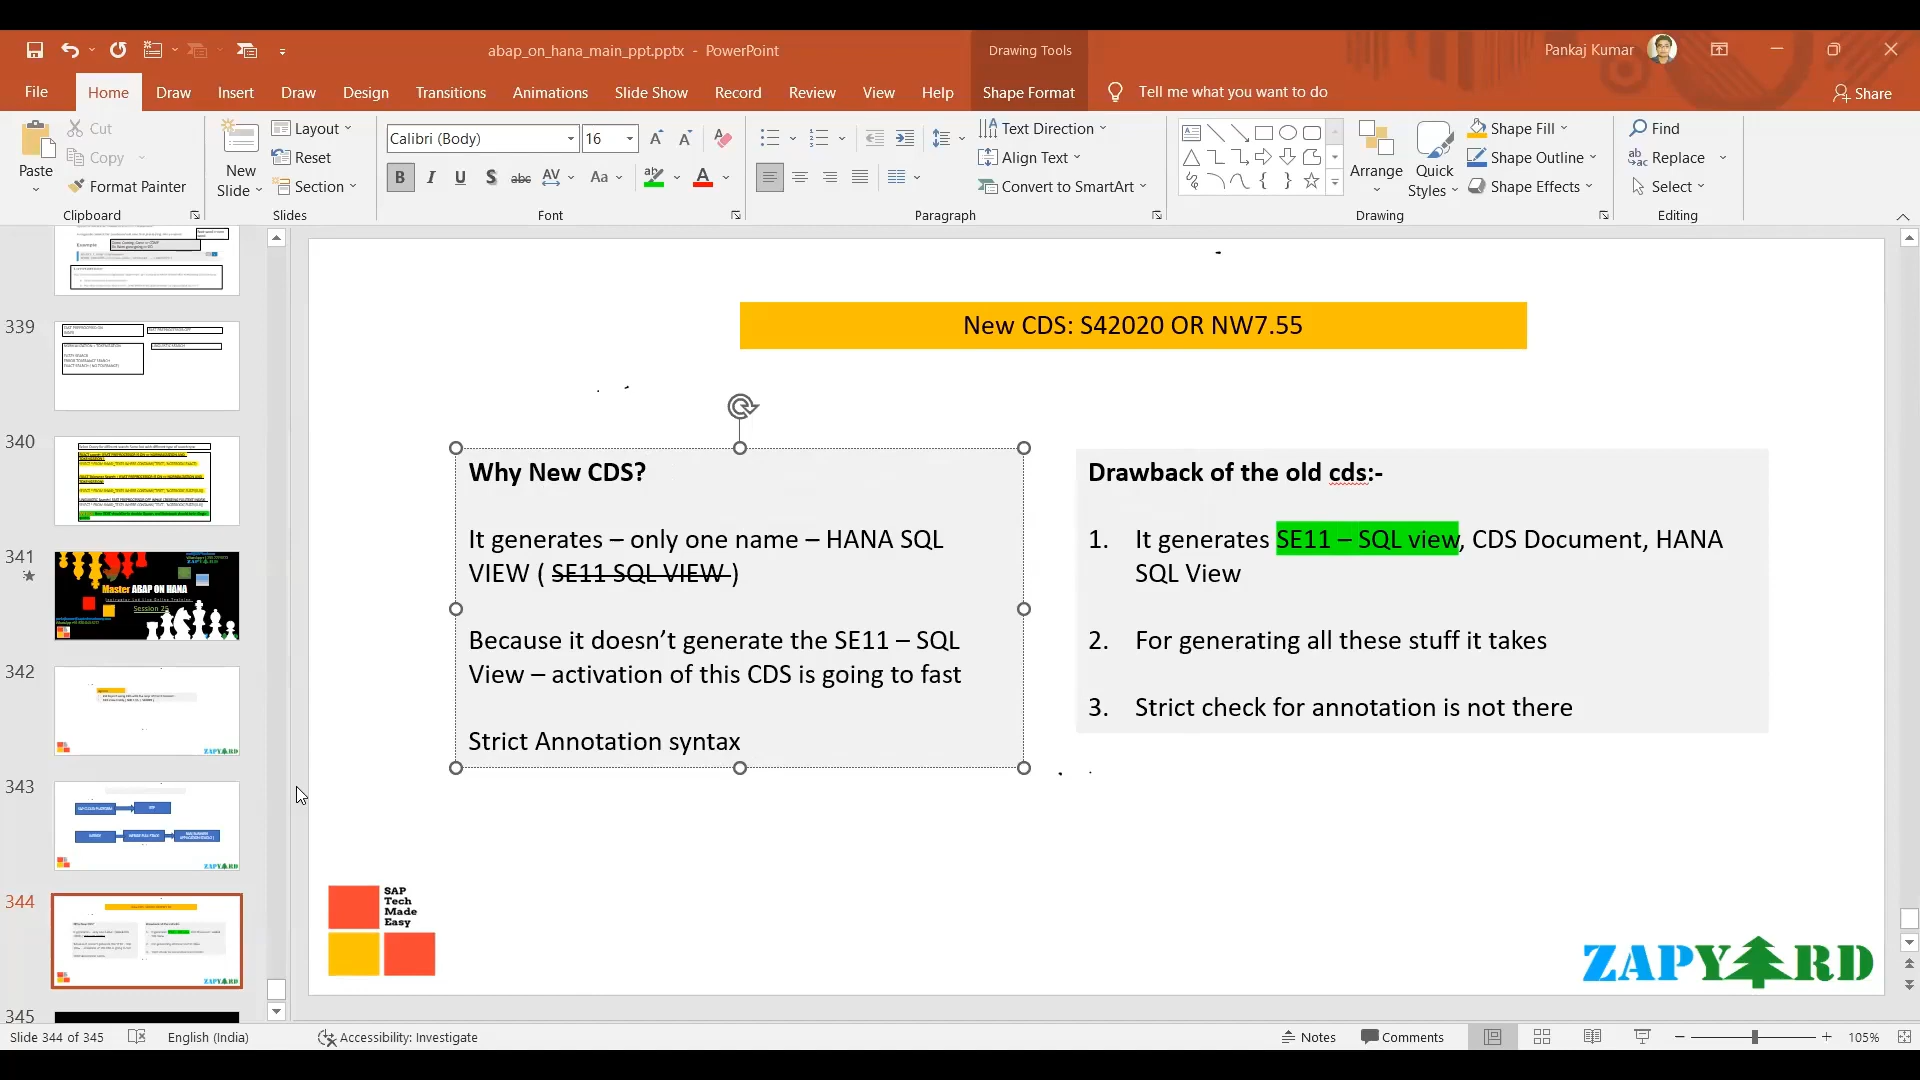 abap_on_hana_main_ppt.pptx - PowerPoint
Drawing Tools
Pankaj Kumar
File
Home
Draw
Insert
Draw
Design
Transitions
Animations
Slide Show
Record
Review
View
Help
Shape Format
Tell me what you want to do
Share
Paste
Cut
Copy
Format Painter
Clipboard
New
Slide
Layout
Reset
Section
Slides
Calibri (Body)
16
Font
Text Direction
Align Text
Convert to SmartArt
Paragraph
Arrange
Quick
Styles
Shape Fill
Shape Outline
Shape Effects
Drawing
Find
Replace
Select
Editing
339
340
341
Master ABAP ON HANA
Session 25
342
343
344
345
New CDS: S42020 OR NW7.55
Why New CDS?
It generates – only one name – HANA SQL
VIEW ( SE11 SQL VIEW )
Because it doesn’t generate the SE11 – SQL
View – activation of this CDS is going to fast
Strict Annotation syntax
Drawback of the old cds:-
1. It generates SE11 – SQL view, CDS Document, HANA
SQL View
2. For generating all these stuff it takes
3. Strict check for annotation is not there
SAP
Tech
Made
Easy
ZAPYARD
Slide 344 of 345
English (India)
Accessibility: Investigate
Notes
Comments
105%